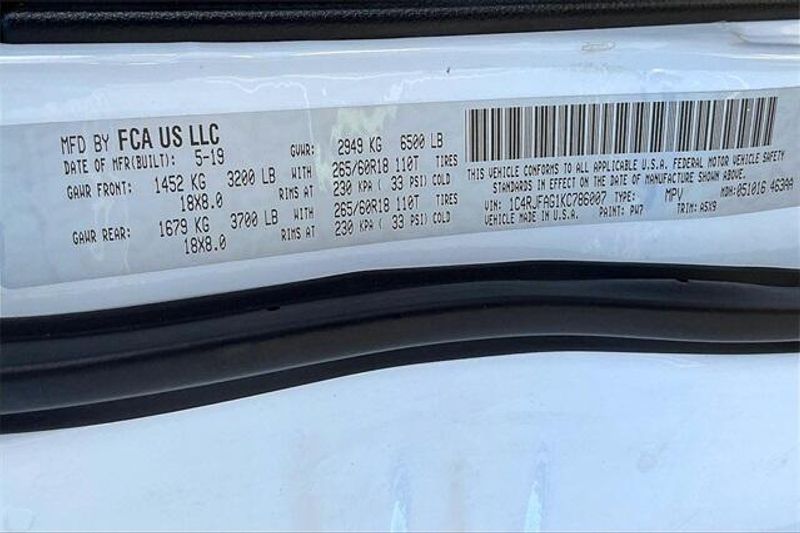 MFD BY FCA US LLC
DATE OF MFR(BUILT): 5-19 GVWR: 2949 KG 6500 LB
GAWR FRONT: 1452 KG 3200 LB WITH 265/60R18 110T TIRES
18X8.0 RIMS AT 230 KPA ( 33 PSI) COLD
GAWR REAR: 1679 KG 3700 LB WITH 265/60R18 110T TIRES
18X8.0 RIMS AT 230 KPA ( 33 PSI) COLD
THIS VEHICLE CONFORMS TO ALL APPLICABLE U.S.A. FEDERAL MOTOR VEHICLE SAFETY
STANDARDS IN EFFECT ON THE DATE OF MANUFACTURE SHOWN ABOVE.
VIN: 1C4RJFAG1KC786007 TYPE: MPV MDH: 051016 463AA
VEHICLE MADE IN U.S.A. PAINT: PW7 TRIM: A5X9